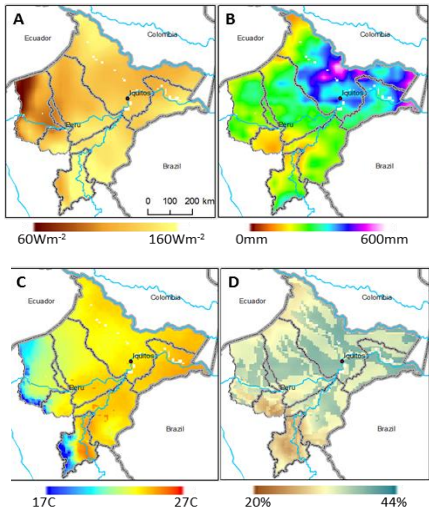 A
Ecuador
Colombia
Iquitos
Peru
Brazil
0 100 200 km
60Wm-2 160Wm-2
B
Ecuador
Colombia
Iquitos
Peru
Brazil
0mm 600mm
C
Ecuador
Colombia
Iquitos
Peru
Brazil
17C 27C
D
Ecuador
Colombia
Iquitos
Peru
Brazil
20% 44%